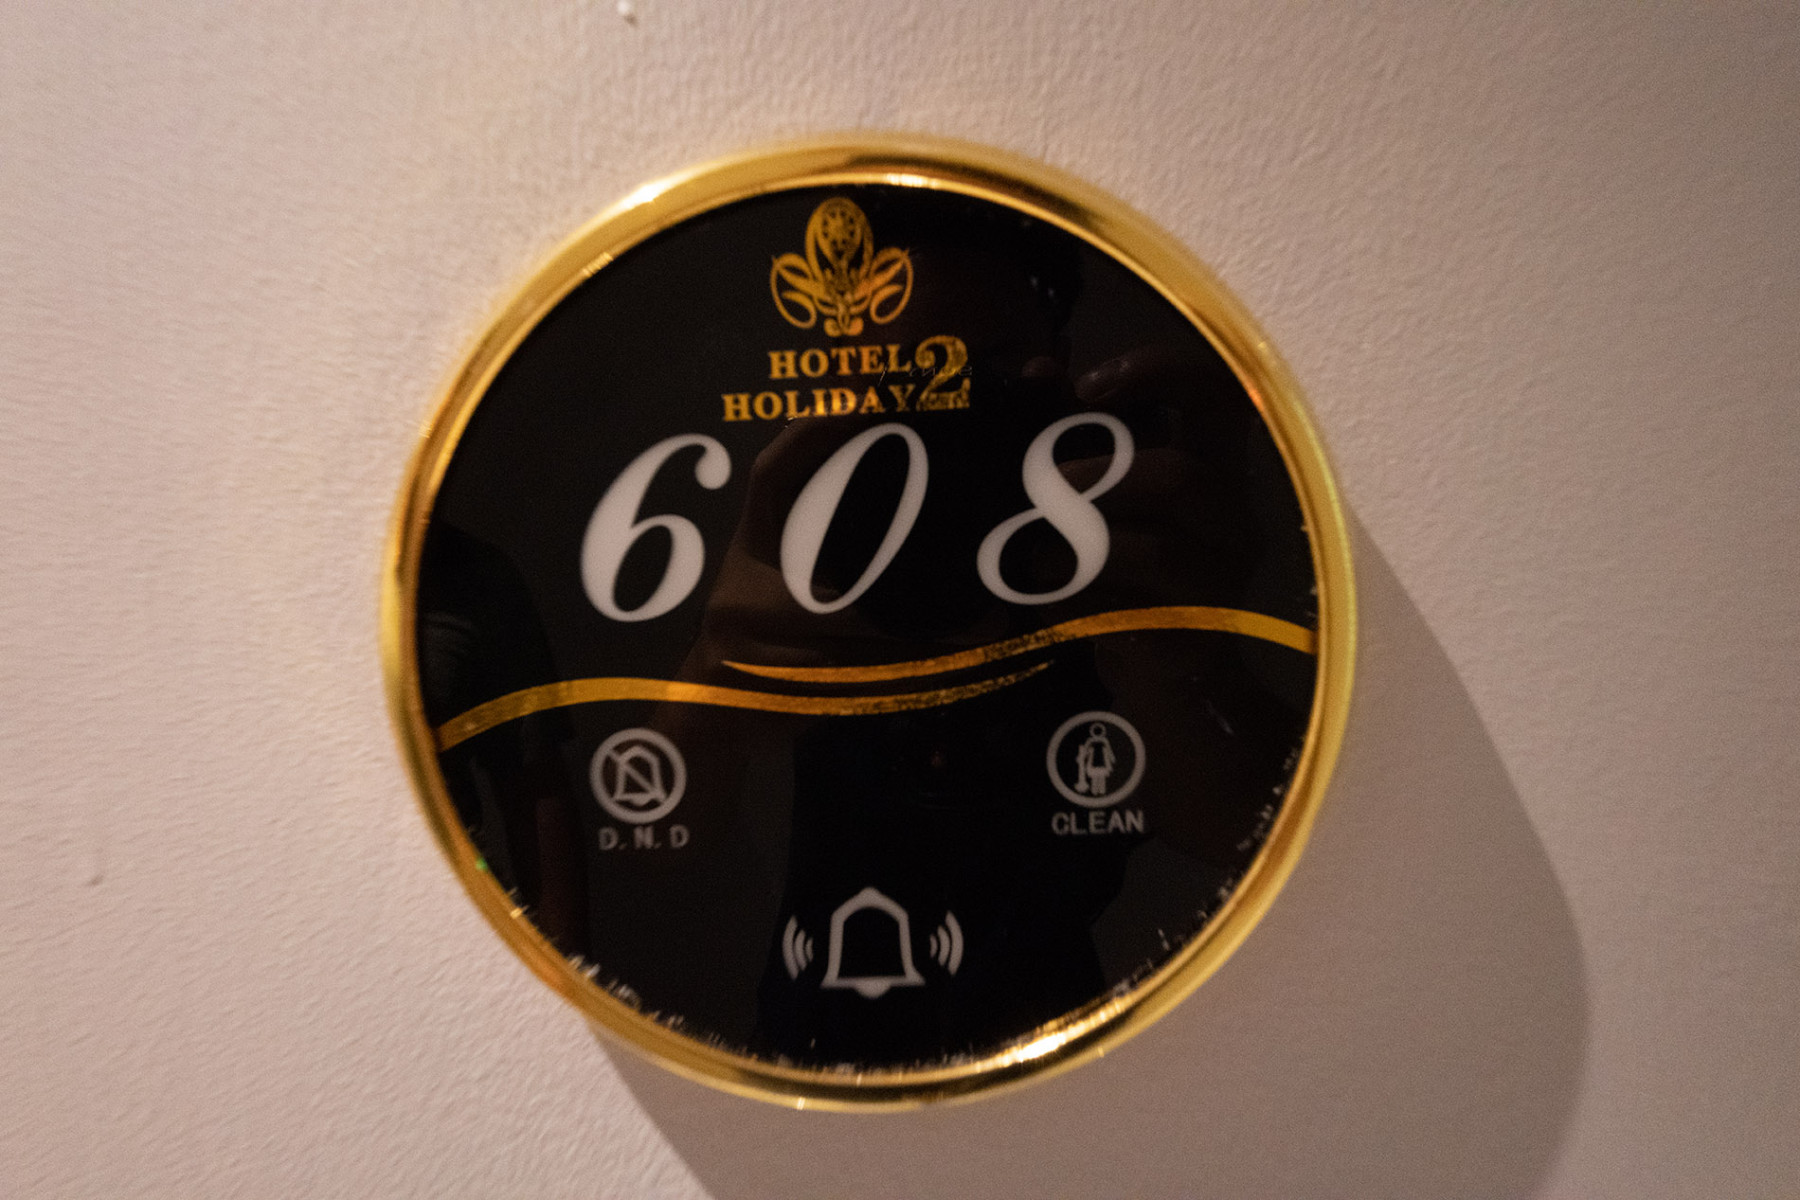 HOTEL 2
HOLIDAY
608
D.N.D
CLEAN